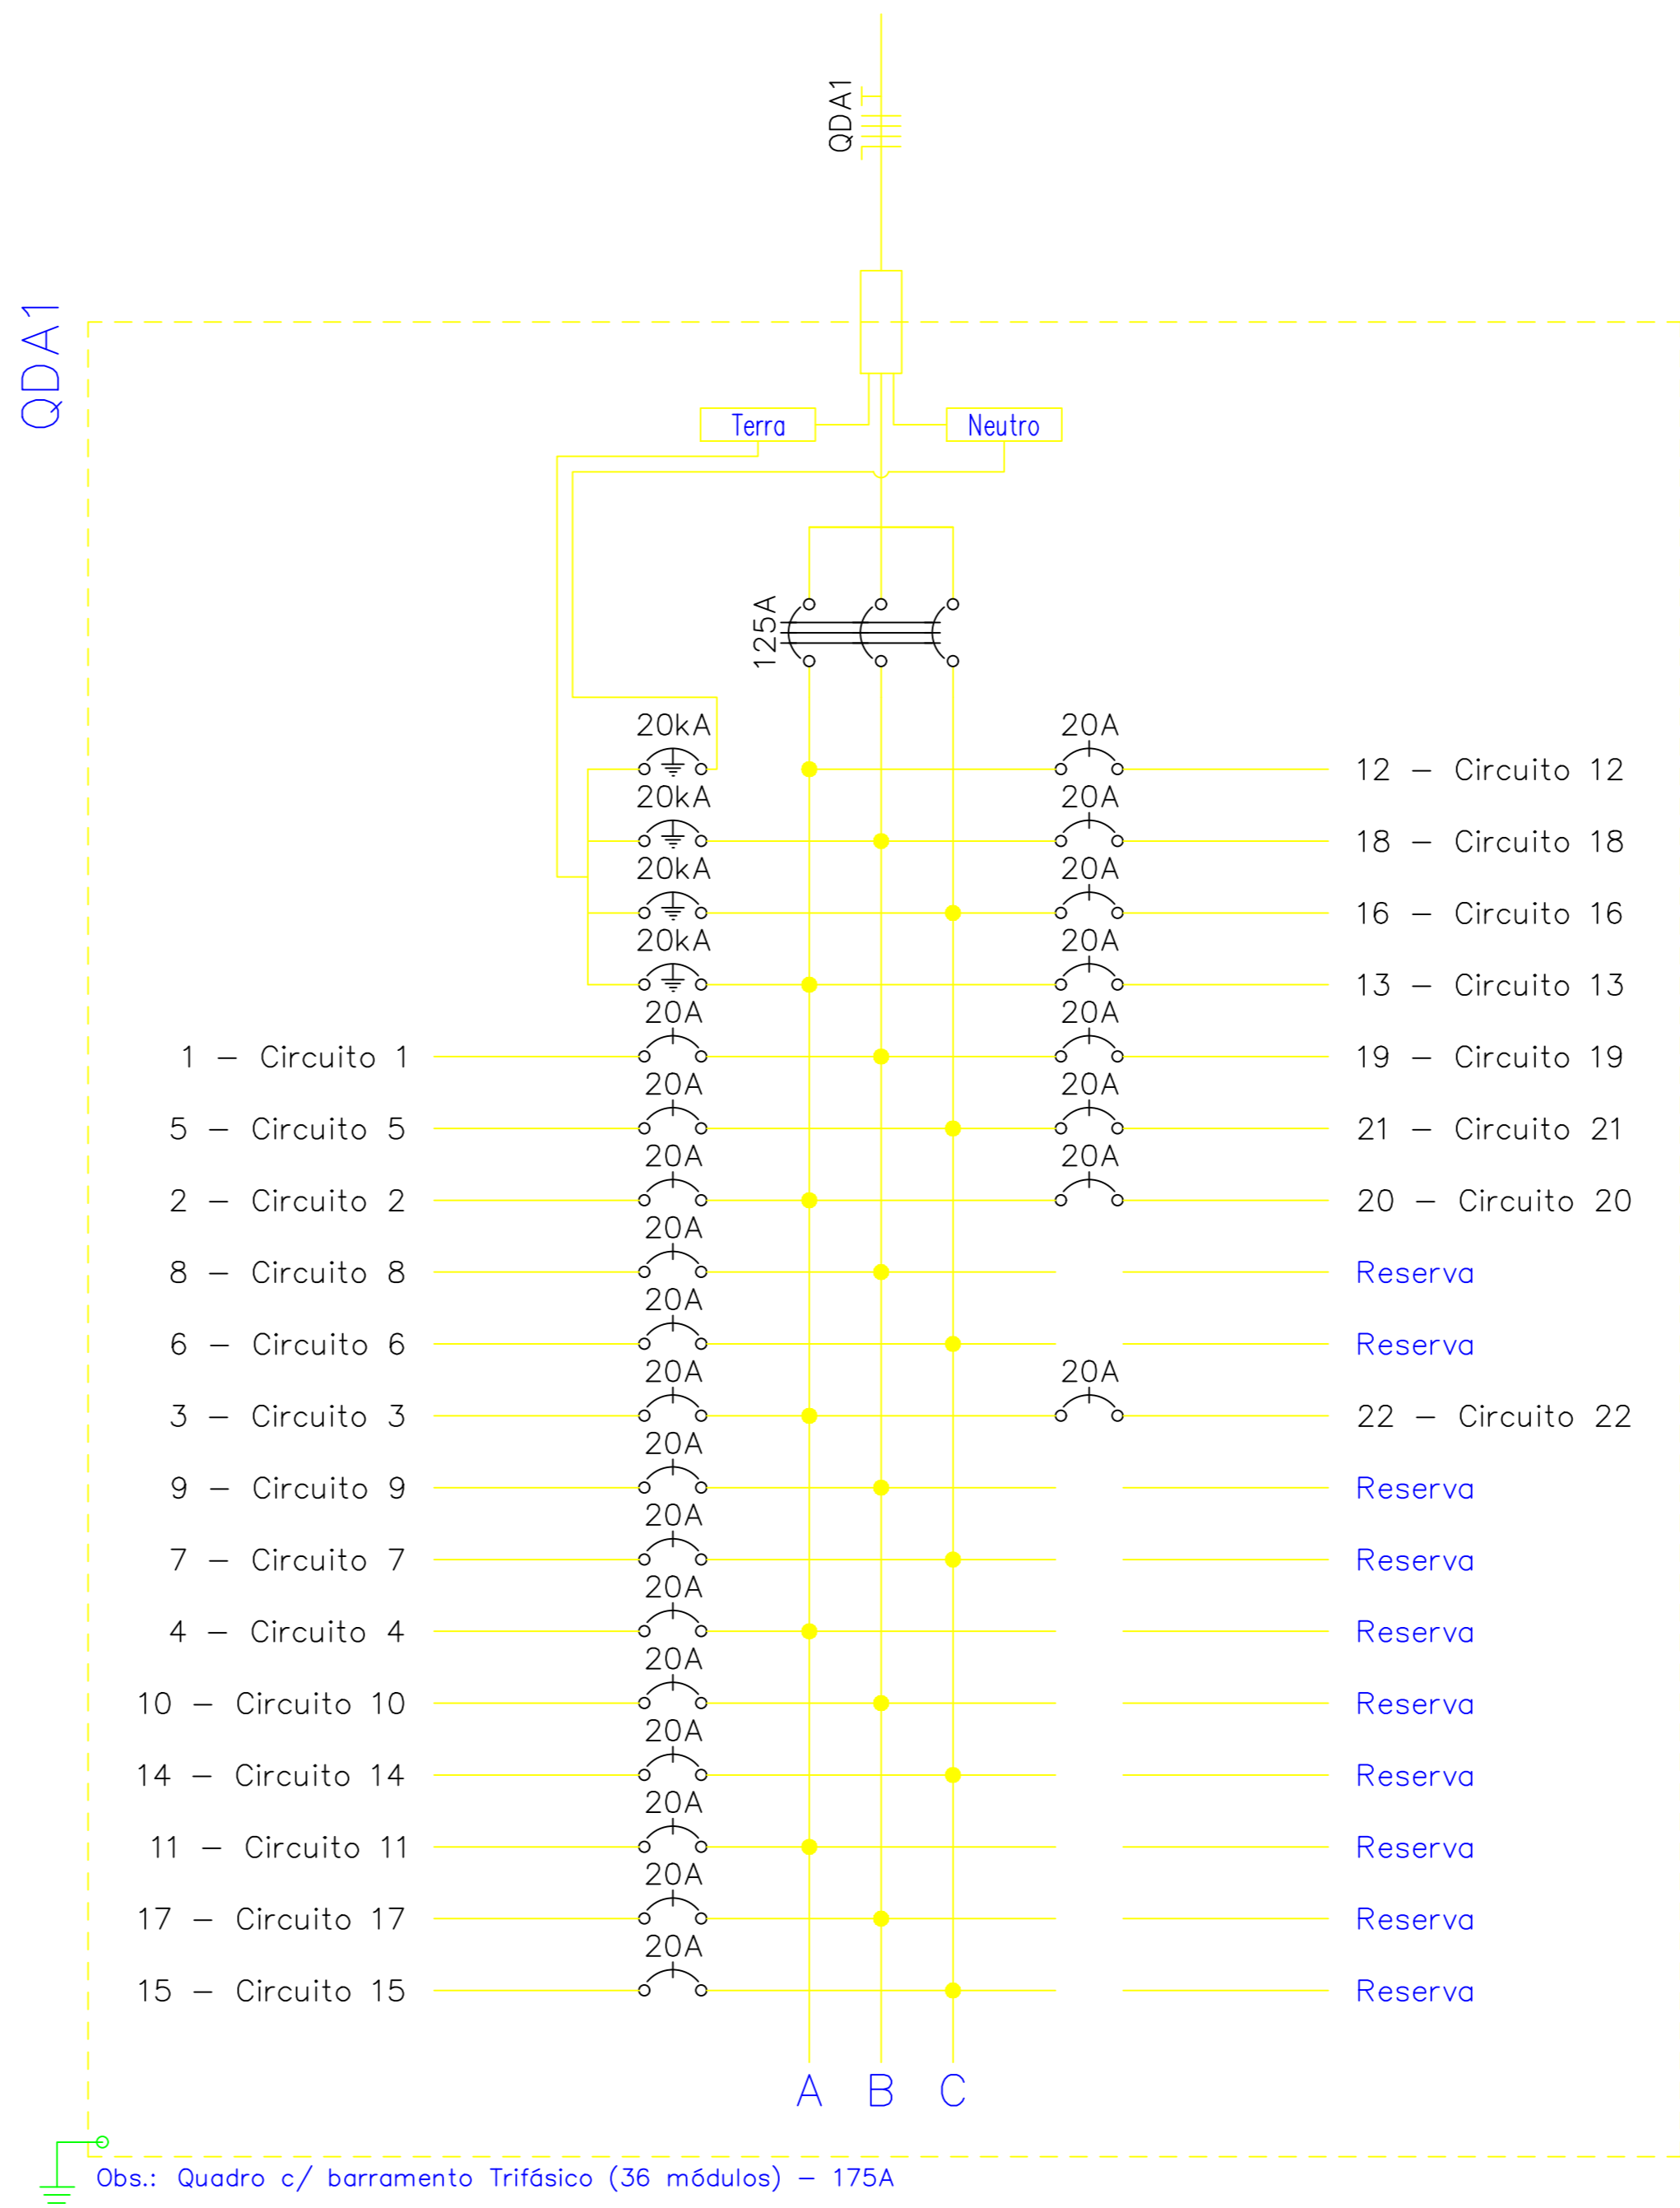 QDA1
QDA1
Terra
Neutro
125A
20kA 20A
12 – Circuito 12
20kA 20A
18 – Circuito 18
20kA 20A
16 – Circuito 16
20kA 20A
13 – Circuito 13
20A 20A
1 – Circuito 1
19 – Circuito 19
20A 20A
5 – Circuito 5
21 – Circuito 21
20A 20A
2 – Circuito 2
20 – Circuito 20
20A
8 – Circuito 8
Reserva
20A
6 – Circuito 6
Reserva
20A 20A
3 – Circuito 3
22 – Circuito 22
20A
9 – Circuito 9
Reserva
20A
7 – Circuito 7
Reserva
20A
4 – Circuito 4
Reserva
20A
10 – Circuito 10
Reserva
20A
14 – Circuito 14
Reserva
20A
11 – Circuito 11
Reserva
20A
17 – Circuito 17
Reserva
20A
15 – Circuito 15
Reserva
A B C
Obs.: Quadro c/ barramento Trifásico (36 módulos) – 175A